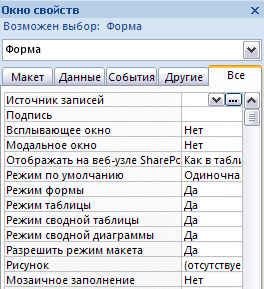 Окно свойств
Возможен выбор: Форма
Форма
Макет Данные События Другие Все
Источник записей ...
Подпись
Всплывающее окно Нет
Модальное окно Нет
Отображать на веб-узле SharePo Как в табли
Режим по умолчанию Одиночна
Режим формы Да
Режим таблицы Да
Режим сводной таблицы Да
Режим сводной диаграммы Да
Разрешить режим макета Да
Рисунок (отсутствуе
Мозаичное заполнение Нет